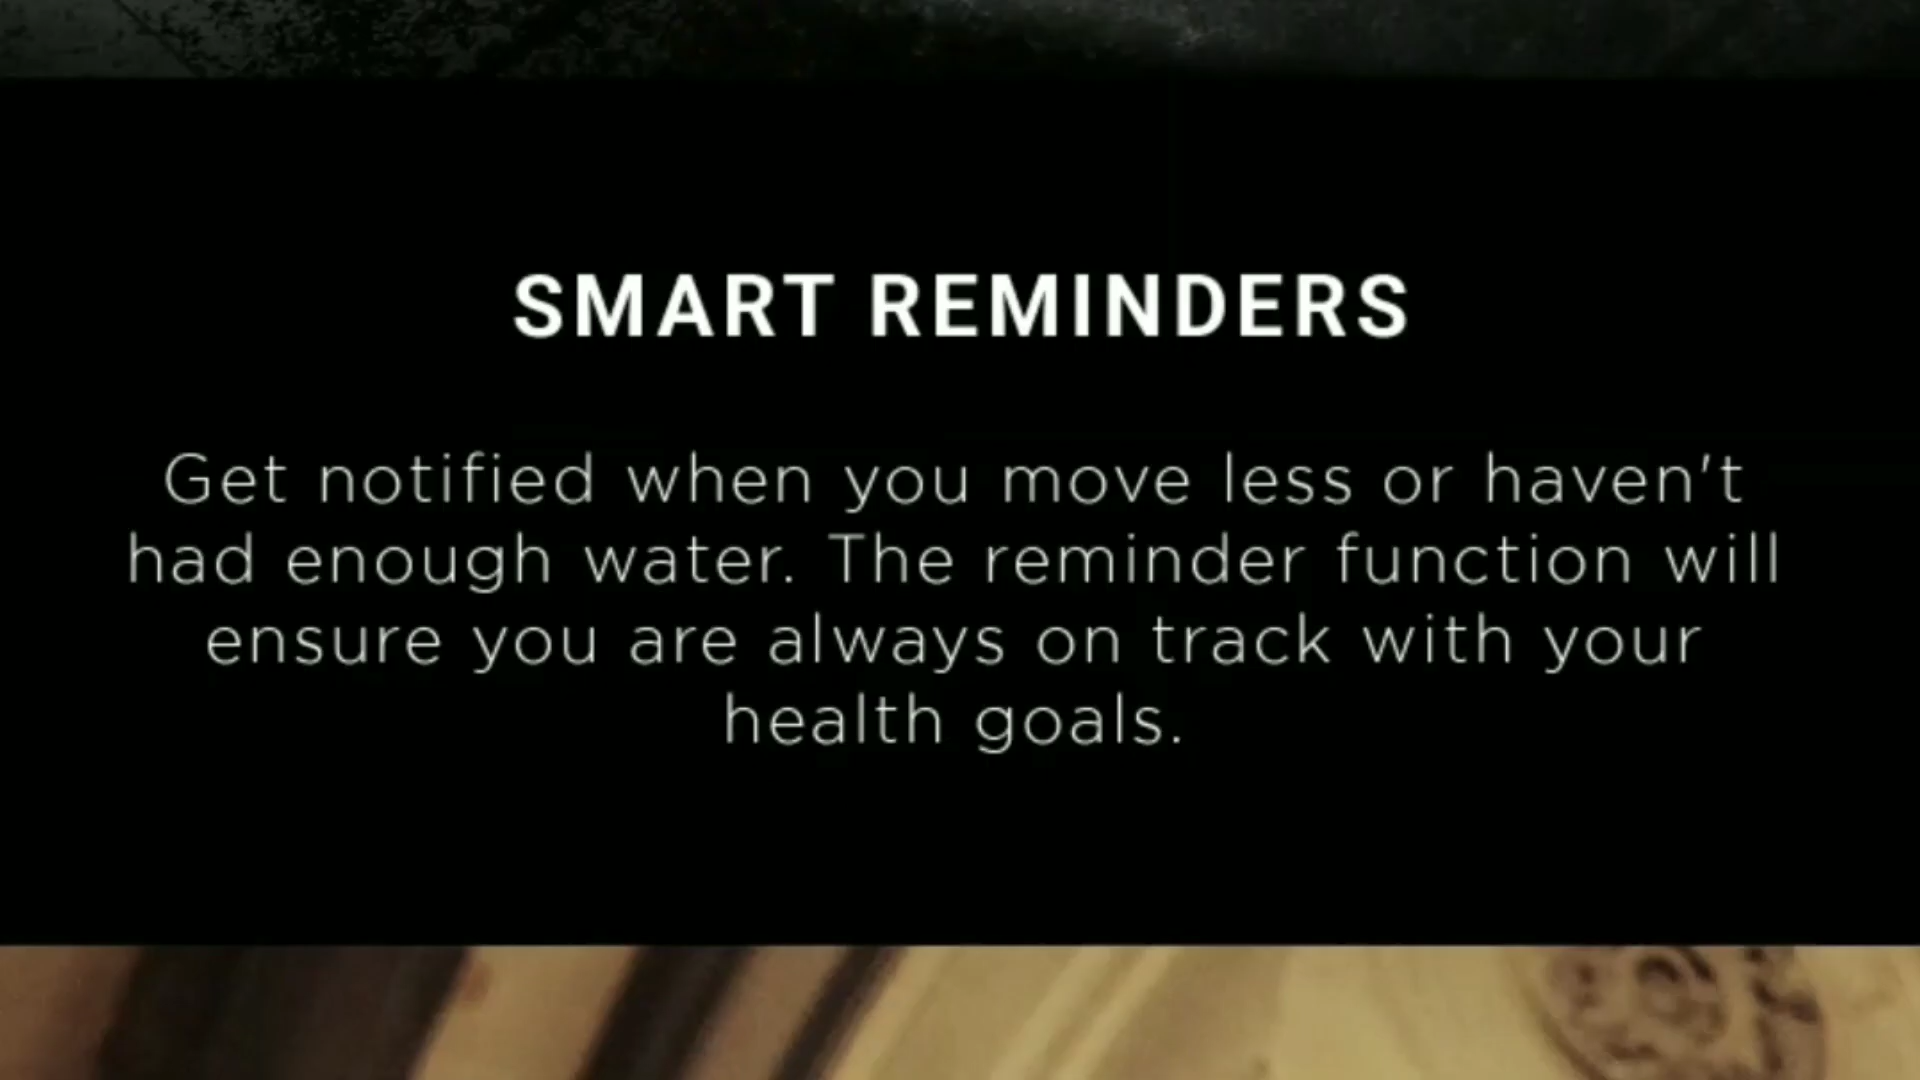 SMART REMINDERS
Get notified when you move less or haven't
had enough water. The reminder function will
ensure you are always on track with your
health goals.